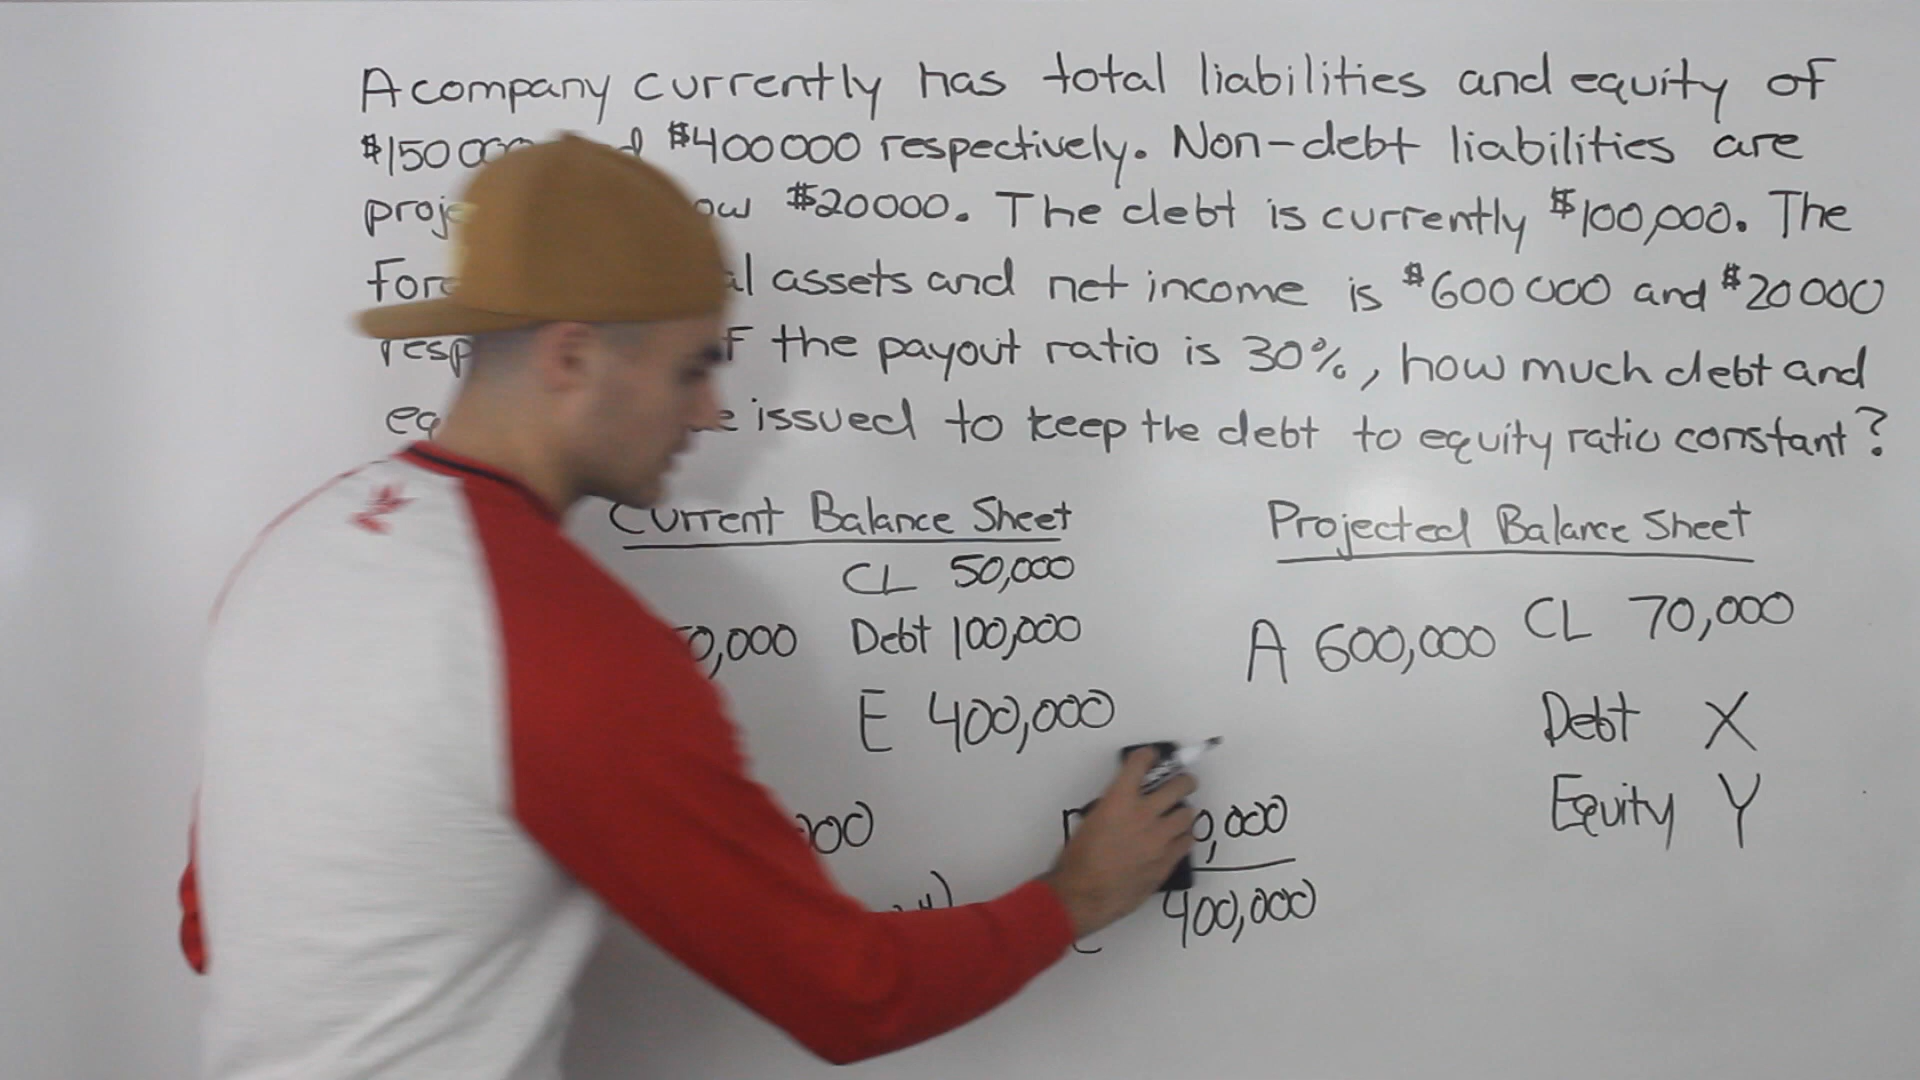 A company currently has total liabilities and equity of
$400000 respectively. Non-debt liabilities are
$20000. The debt is currently $100,000. The
assets and net income is $600000 and $20000
the payout ratio is 30%, how much debt and
issued to keep the debt to equity ratio constant?
Current Balance Sheet Projected Balance Sheet
CL 50,000
Debt 100,000 A 600,000 CL 70,000
E 400,000 Debt X
Equity Y
400,000